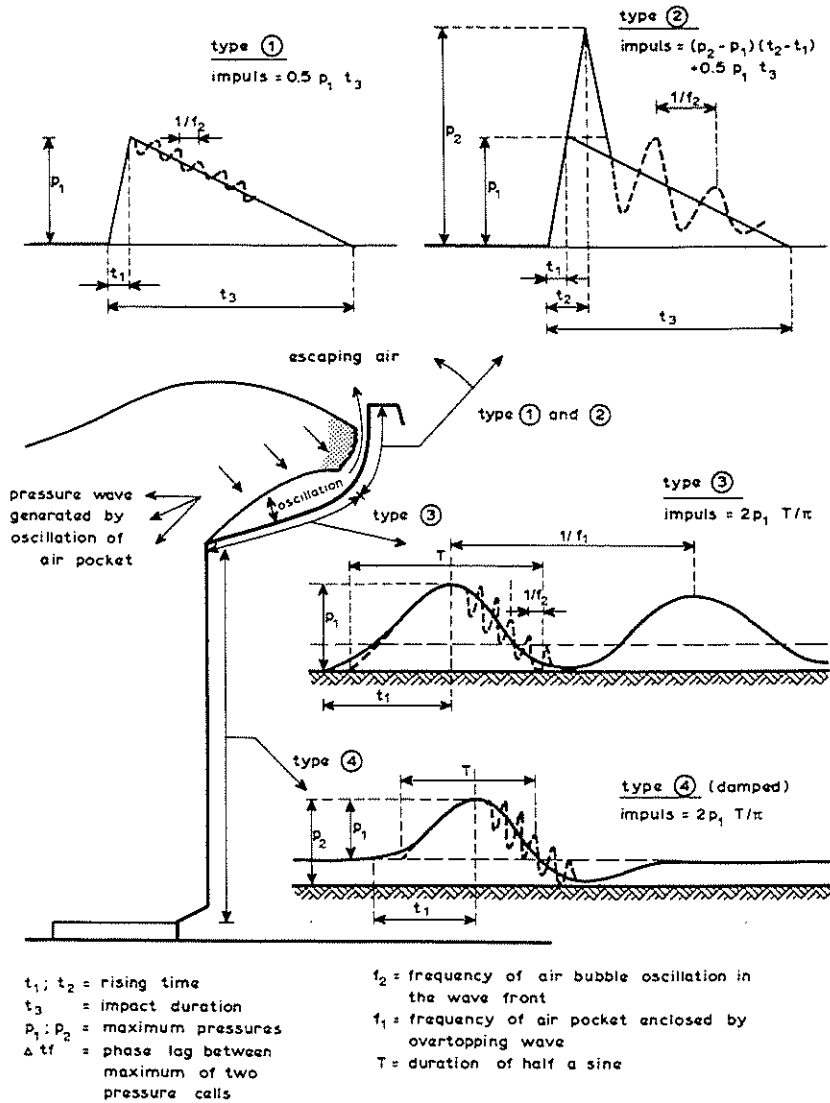 type ①
impuls = 0.5 p₁ t₃
1/f₂
p₁
t₁
t₃
type ②
impuls = (p₂-p₁)(t₂-t₁)
+0.5 p₁ t₃
1/f₂
p₂
p₁
t₁
t₂
t₃
escaping air
type ① and ②
oscillation
pressure wave
generated by
oscillation of
air pocket
type ③
type ③
impuls = 2p₁ T/π
1/f₁
T
1/f₂
p₁
t₁
type ④
type ④ (damped)
impuls = 2p₁ T/π
T
p₂
p₁
t₁
t₁; t₂ = rising time
t₃ = impact duration
p₁; p₂ = maximum pressures
Δ tf = phase lag between
maximum of two
pressure cells
f₂ = frequency of air bubble oscillation in
the wave front
f₁ = frequency of air pocket enclosed by
overtopping wave
T = duration of half a sine